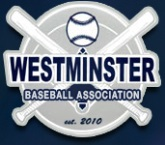 WESTMINSTER
BASEBALL ASSOCIATION
est. 2010